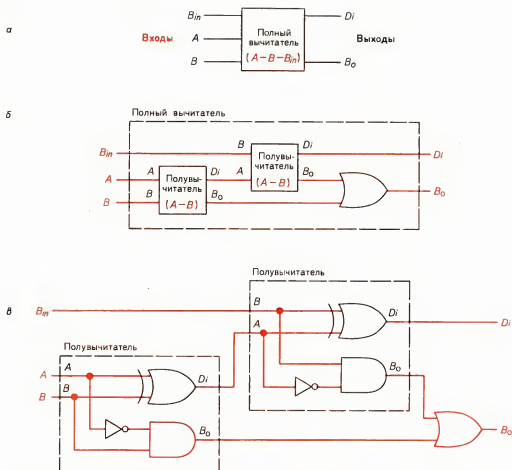 а
B_in
Входы
A
B
Полный
вычитатель
(A−B−B_in)
Di
Выходы
B_o
б
Полный вычитатель
B_in
A
B
A
B
Полувы-
читатель
(A−B)
Di
B_o
B
A
Полувы-
читатель
(A−B)
Di
B_o
Di
B_o
в
Полувычитатель
B_in
B
A
Di
B_o
Di
Полувычитатель
A
B
A
B
Di
B_o
B_o